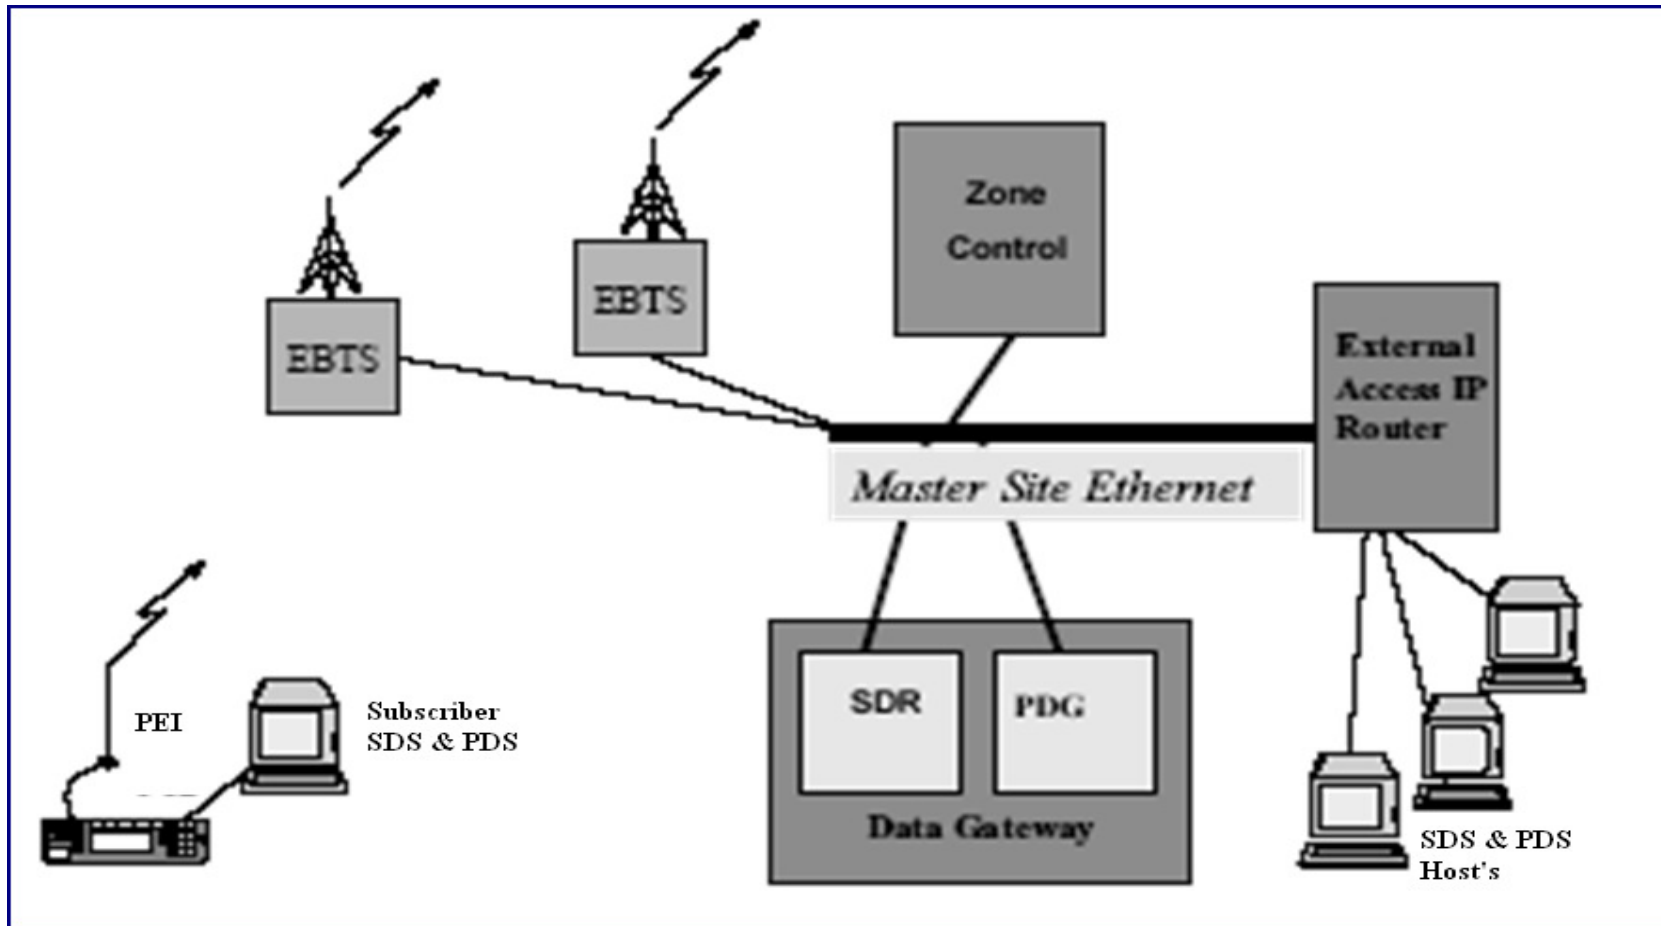 Zone
Control
EBTS
EBTS
External
Access IP
Router
Master Site Ethernet
PEI
Subscriber
SDS & PDS
SDR
PDG
Data Gateway
SDS & PDS
Host's